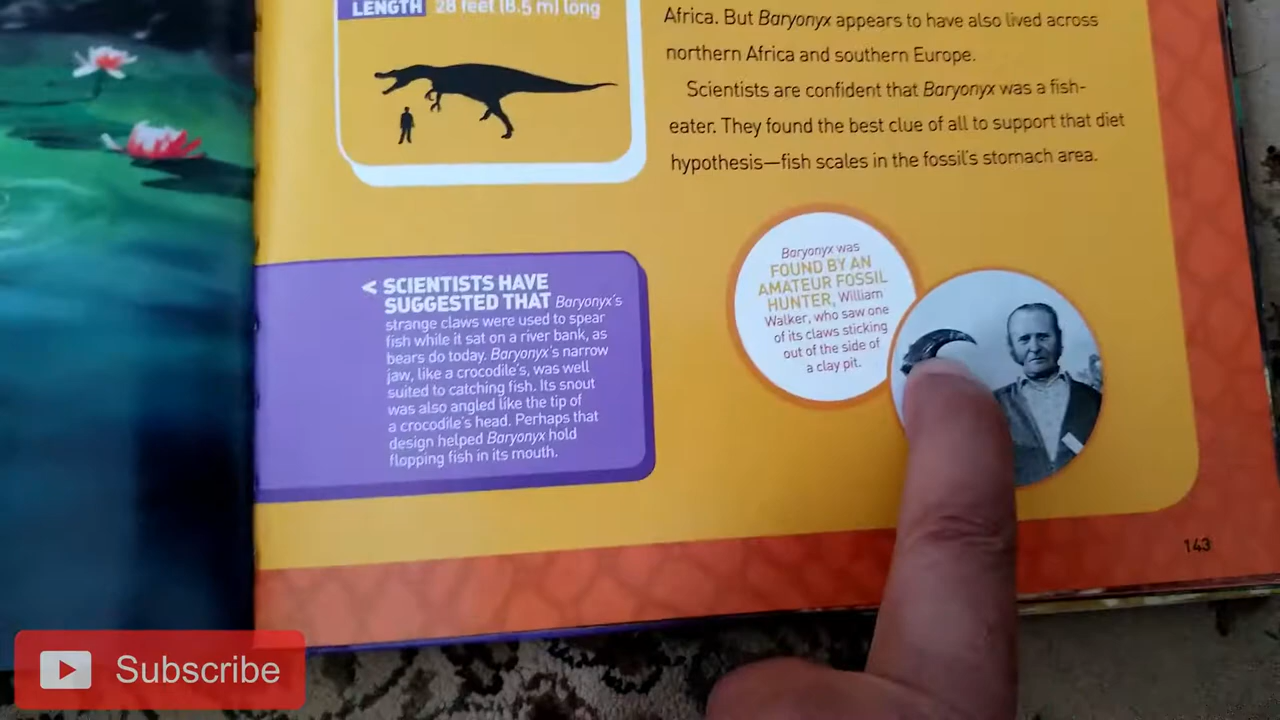 LENGTH 28 feet (8.5 m) long
Africa. But Baryonyx appears to have also lived across
northern Africa and southern Europe.
Scientists are confident that Baryonyx was a fish-
eater. They found the best clue of all to support that diet
hypothesis—fish scales in the fossil's stomach area.
< SCIENTISTS HAVE
SUGGESTED THAT Baryonyx's
strange claws were used to spear
fish while it sat on a river bank, as
bears do today. Baryonyx's narrow
jaw, like a crocodile's, was well
suited to catching fish. Its snout
was also angled like the tip of
a crocodile's head. Perhaps that
design helped Baryonyx hold
flopping fish in its mouth.
Baryonyx was
FOUND BY AN
AMATEUR FOSSIL
HUNTER, William
Walker, who saw one
of its claws sticking
out of the side of
a clay pit.
143
Subscribe